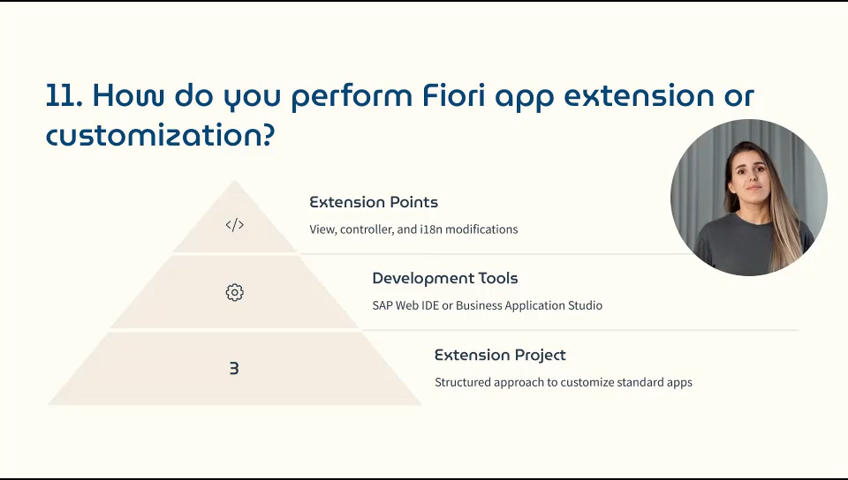 11. How do you perform Fiori app extension or
customization?
Extension Points
View, controller, and i18n modifications
Development Tools
SAP Web IDE or Business Application Studio
3
Extension Project
Structured approach to customize standard apps